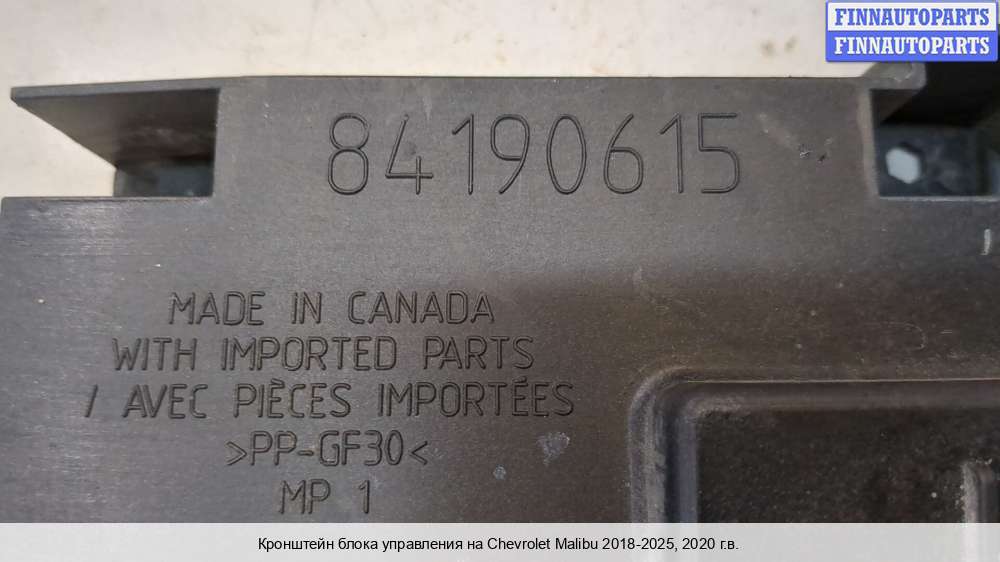 FINNAUTOPARTS
FINNAUTOPARTS
84190615
MADE IN CANADA
WITH IMPORTED PARTS
/ AVEC PIÈCES IMPORTÉES
>PP-GF30<
MP 1
Кронштейн блока управления на Chevrolet Malibu 2018-2025, 2020 г.в.